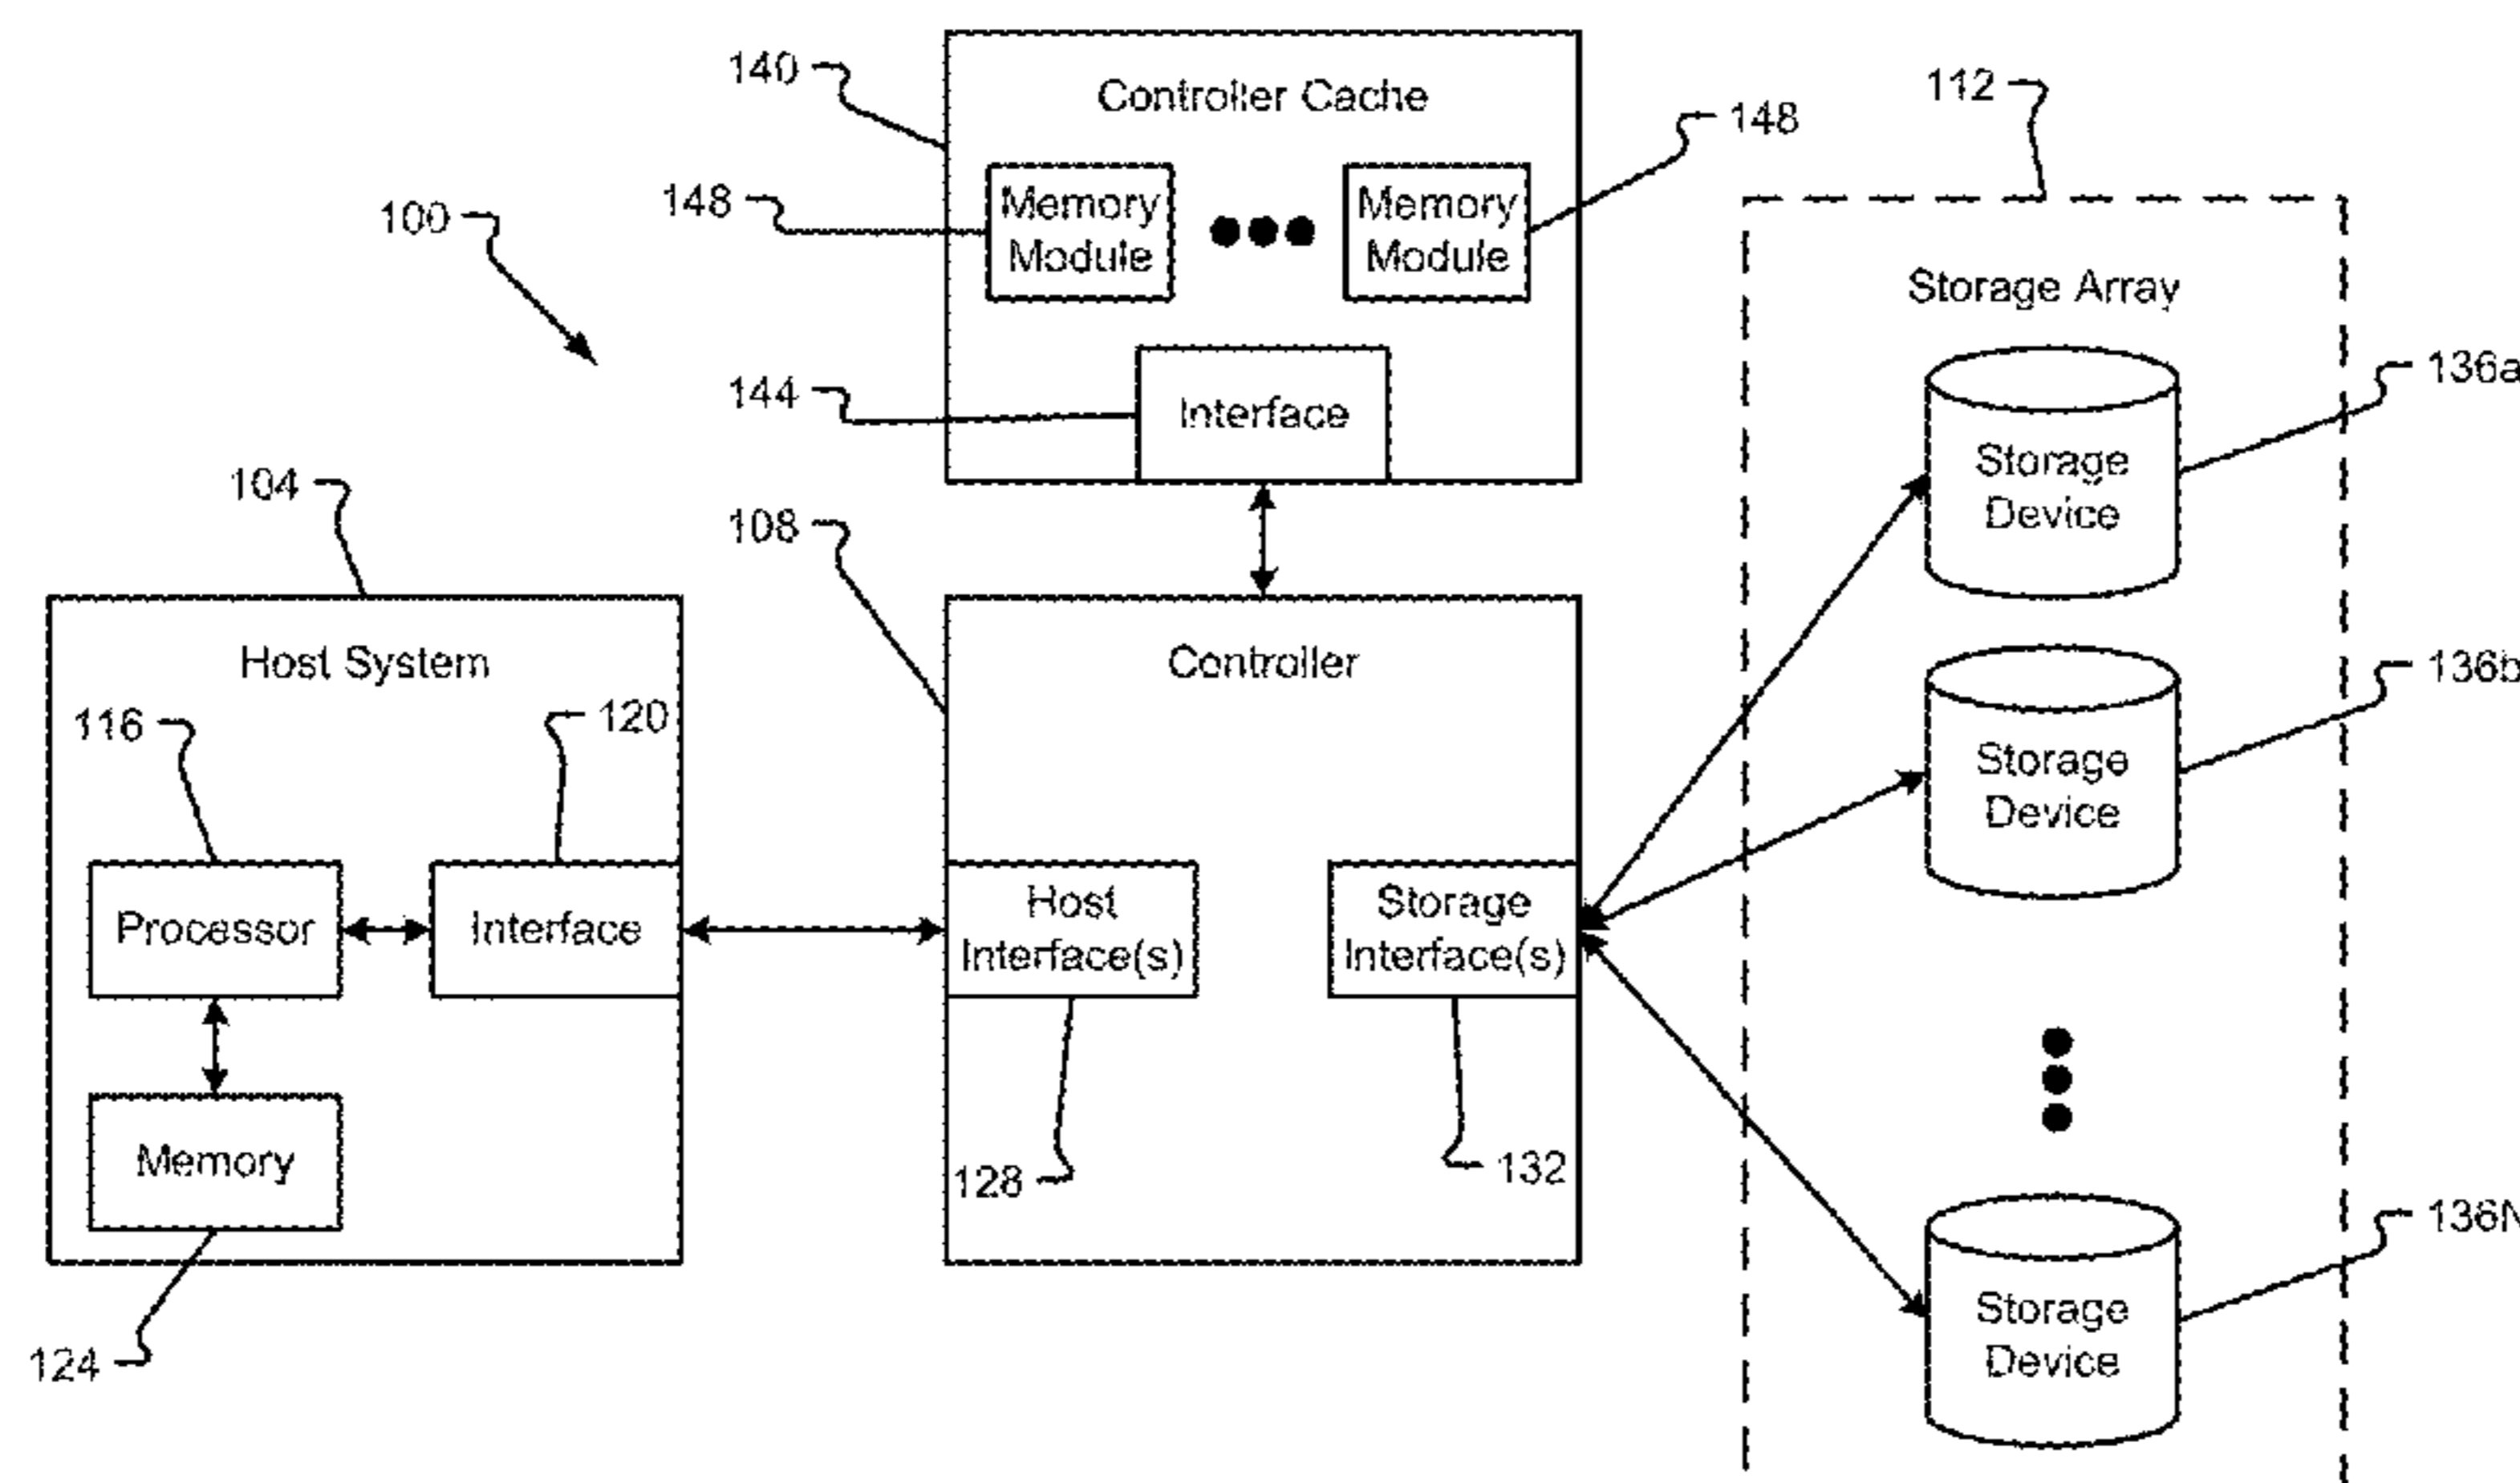 140
Controller Cache
112
148
148
Memory
Module
Memory
Module
100
Storage Array
144
Interface
136a
Storage
Device
104
108
Host System
Controller
136b
116
120
Storage
Device
Processor
Interface
Host
Interface(s)
Storage
Interface(s)
Memory
128
132
136N
Storage
Device
124